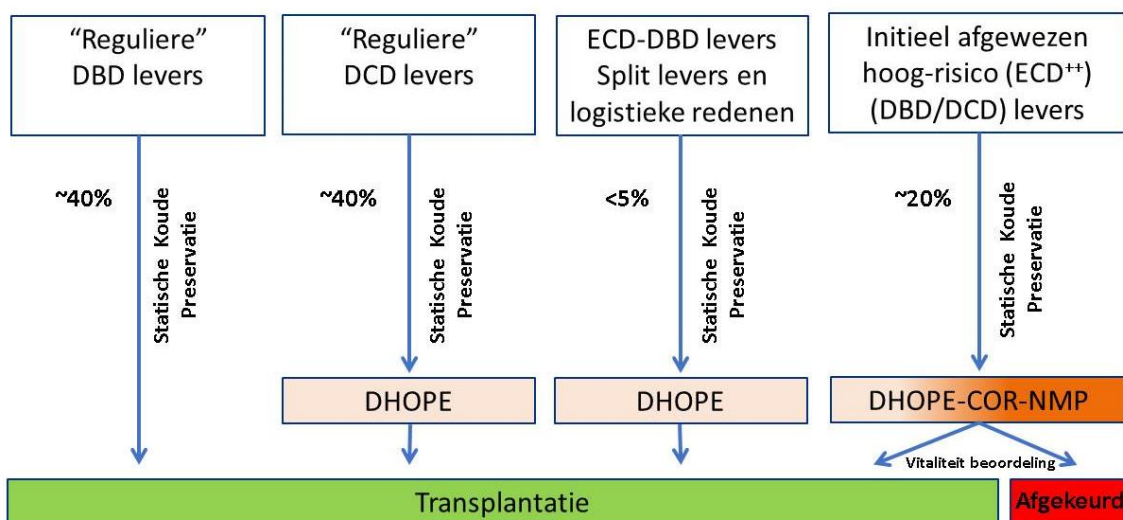 “Reguliere”
DBD levers
“Reguliere”
DCD levers
ECD-DBD levers
Split levers en
logistieke redenen
Initieel afgewezen
hoog-risico (ECD⁺⁺)
(DBD/DCD) levers
~40%
Statische Koude
Preservatie
~40%
Statische Koude
Preservatie
<5%
Statische Koude
Preservatie
~20%
Statische Koude
Preservatie
DHOPE
DHOPE
DHOPE-COR-NMP
Vitaliteit beoordeling
Transplantatie
Afgekeurd